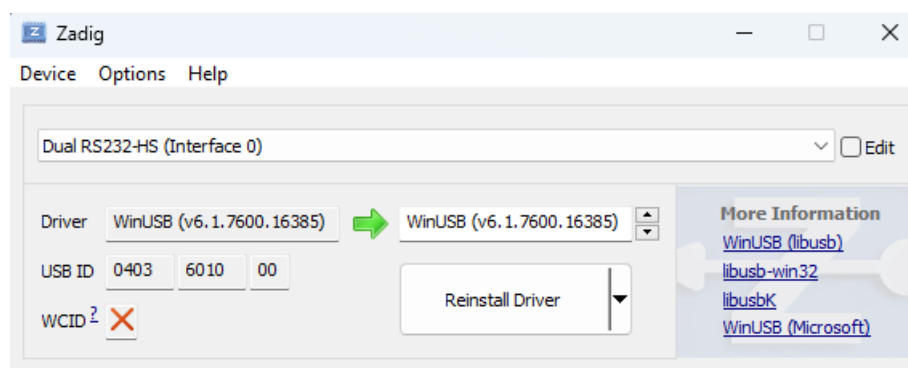 Zadig
Device Options Help
Dual RS232-HS (Interface 0)
Edit
Driver WinUSB (v6.1.7600.16385) WinUSB (v6.1.7600.16385)
USB ID 0403 6010 00
WCID ?
Reinstall Driver
More Information
WinUSB (libusb)
libusb-win32
libusbK
WinUSB (Microsoft)